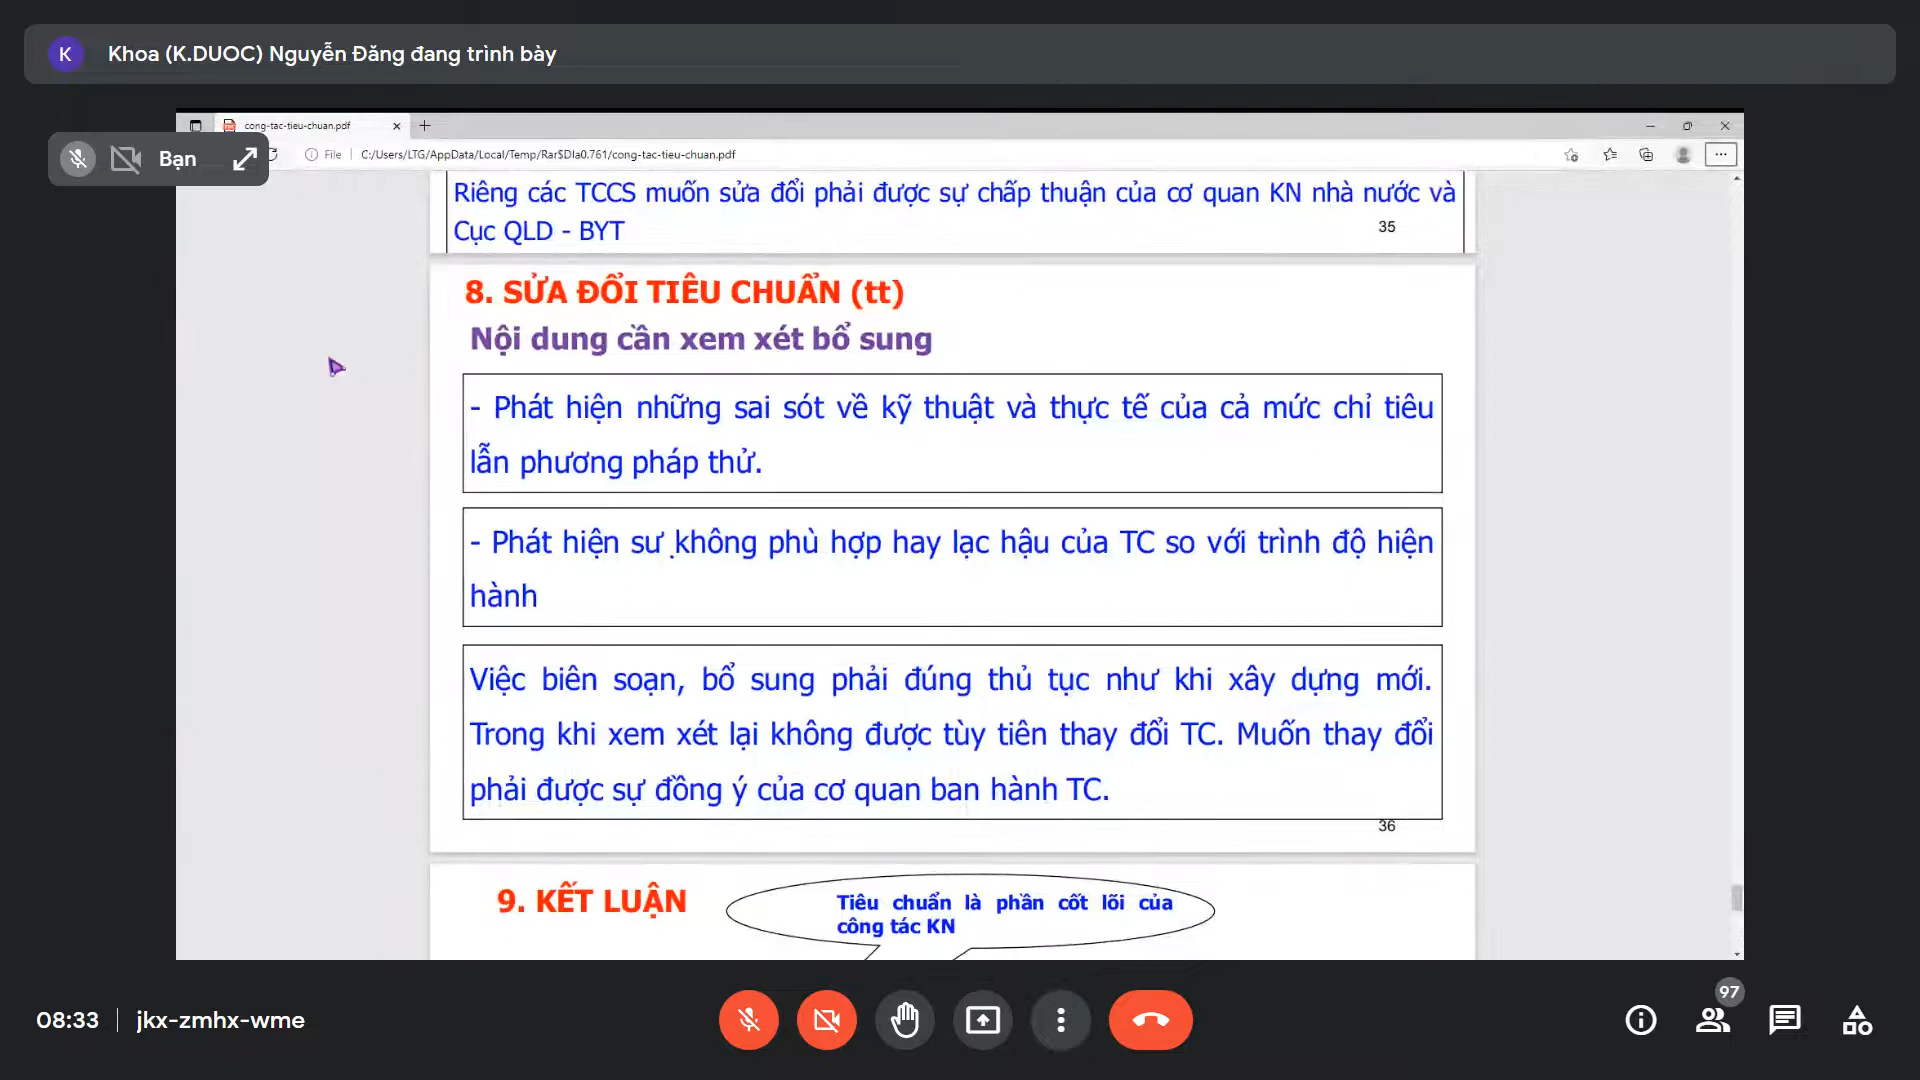 K
Khoa (K.DUOC) Nguyễn Đăng đang trình bày
cong-tac-tieu-chuan.pdf
Bạn
File
C:/Users/LTG/AppData/Local/Temp/Rar$DIa0.761/cong-tac-tieu-chuan.pdf
Riêng các TCCS muốn sửa đổi phải được sự chấp thuận của cơ quan KN nhà nước và
Cục QLD - BYT
35
8. SỬA ĐỔI TIÊU CHUẨN (tt)
Nội dung cần xem xét bổ sung
- Phát hiện những sai sót về kỹ thuật và thực tế của cả mức chỉ tiêu
lẫn phương pháp thử.
- Phát hiện sư ̣không phù hợp hay lạc hậu của TC so với trình độ hiện
hành
Việc biên soạn, bổ sung phải đúng thủ tục như khi xây dựng mới.
Trong khi xem xét lại không được tùy tiên thay đổi TC. Muốn thay đổi
phải được sự đồng ý của cơ quan ban hành TC.
36
9. KẾT LUẬN
Tiêu chuẩn là phần cốt lõi của
công tác KN
08:33 | jkx-zmhx-wme
97